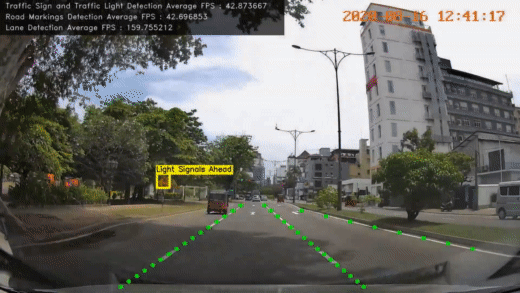 Traffic Sign and Traffic Light Detection Average FPS : 42.873667
Road Markings Detection Average FPS : 42.696853
Lane Detection Average FPS : 159.755212
12:41:17
Light Signals Ahead